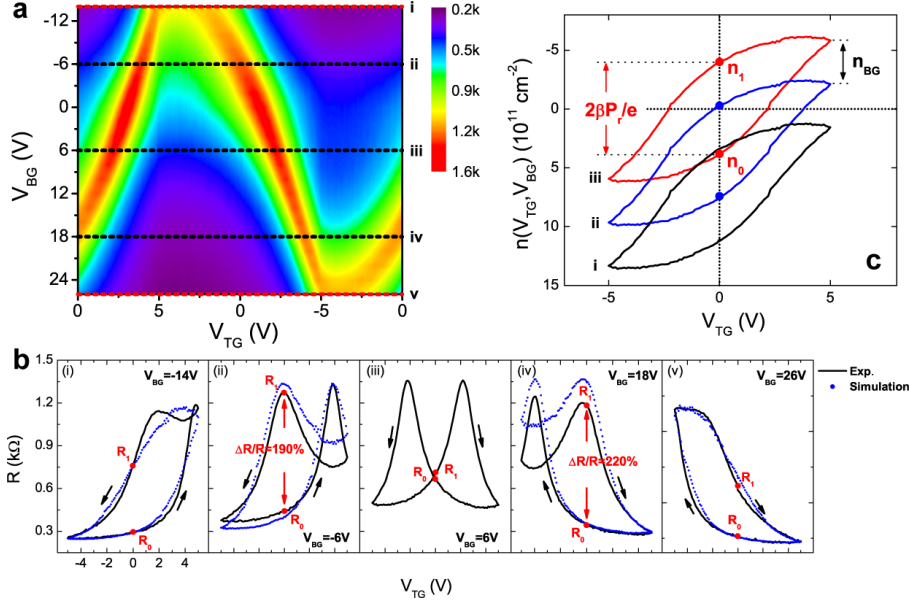 a
i
ii
iii
iv
v
-12
-6
0
6
12
18
24
V_BG (V)
0 5 0 -5 0
V_TG (V)
0.2k
0.3k
0.5k
0.6k
0.9k
1.2k
1.6k
c
-5
0
5
10
15
n(V_TG,V_BG) (10^11 cm^-2)
-5 0 5
V_TG (V)
2βP_r/e
n_1
n_0
n_BG
iii
ii
i
b
R (kΩ)
1.5
1.2
0.9
0.6
0.3
(i)
V_BG=-14V
R_1
R_0
-4 -2 0 2 4
(ii)
R_1
ΔR/R=190%
R_0
V_BG=-6V
(iii)
R_0
R_1
V_BG=6V
(iv)
V_BG=18V
R_1
ΔR/R=220%
R_0
(v)
V_BG=26V
R_1
R_0
V_TG (V)
Exp.
Simulation